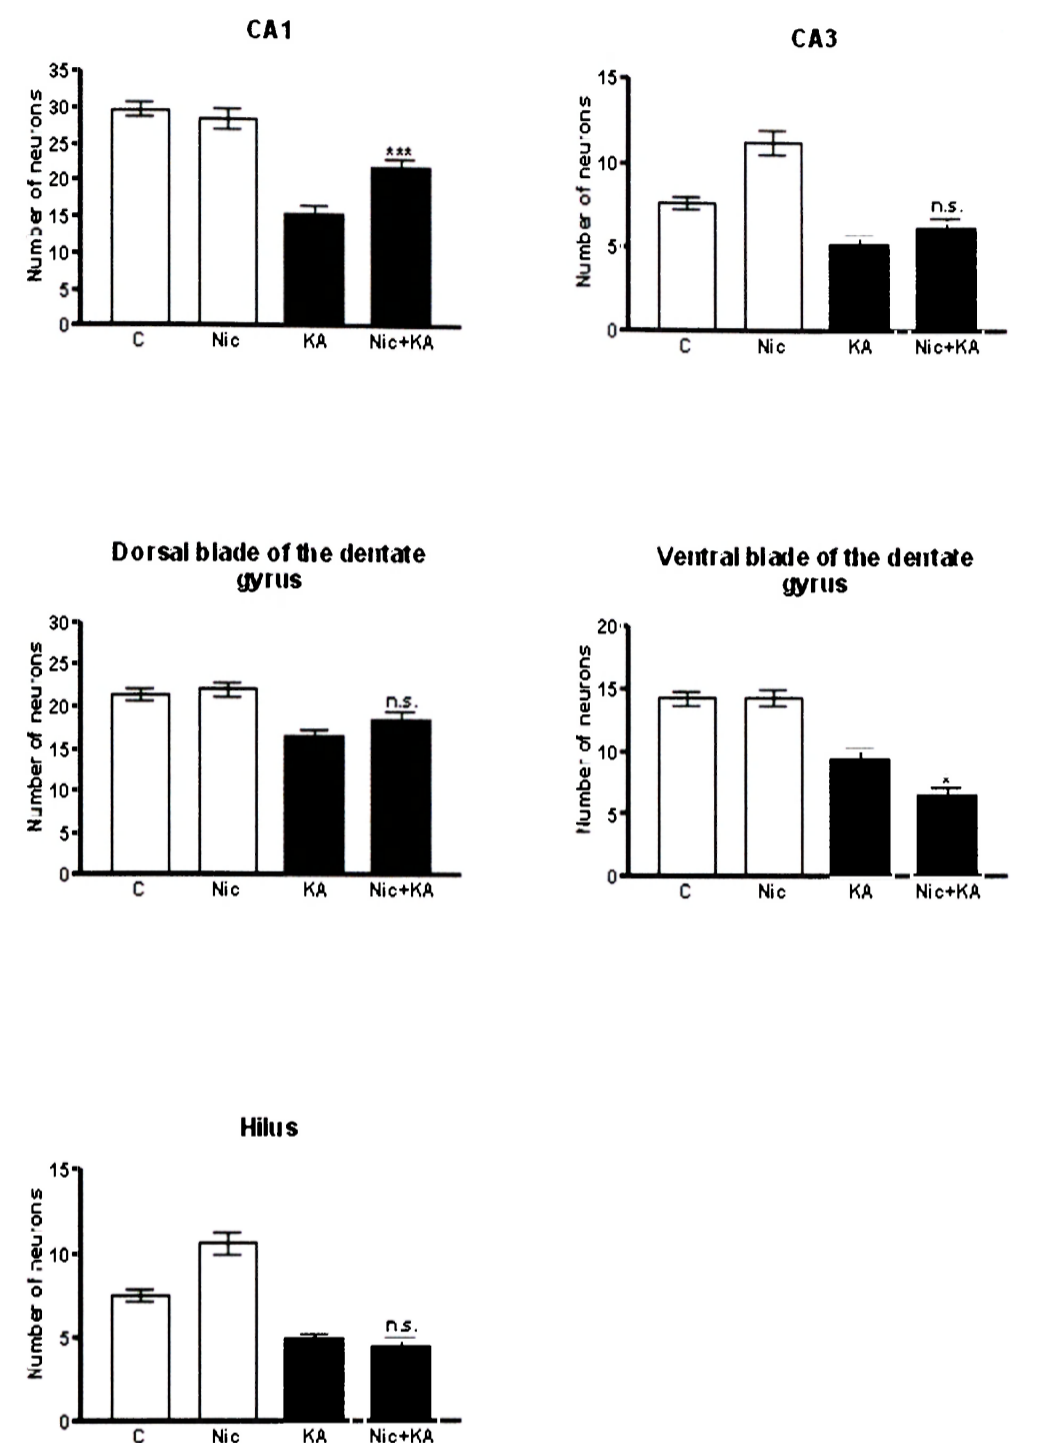 CA1
35
30
25
20
15
10
5
0
Number of neurons
***
C Nic KA Nic+KA
CA3
15
10
5
0
Number of neurons
n.s.
C Nic KA Nic+KA
Dorsal blade of the dentate
gyrus
30
25
20
15
10
5
0
Number of neurons
n.s.
C Nic KA Nic+KA
Ventral blade of the dentate
gyrus
20
15
10
5
0
Number of neurons
*
C Nic KA Nic+KA
Hilus
15
10
5
0
Number of neurons
n.s.
C Nic KA Nic+KA